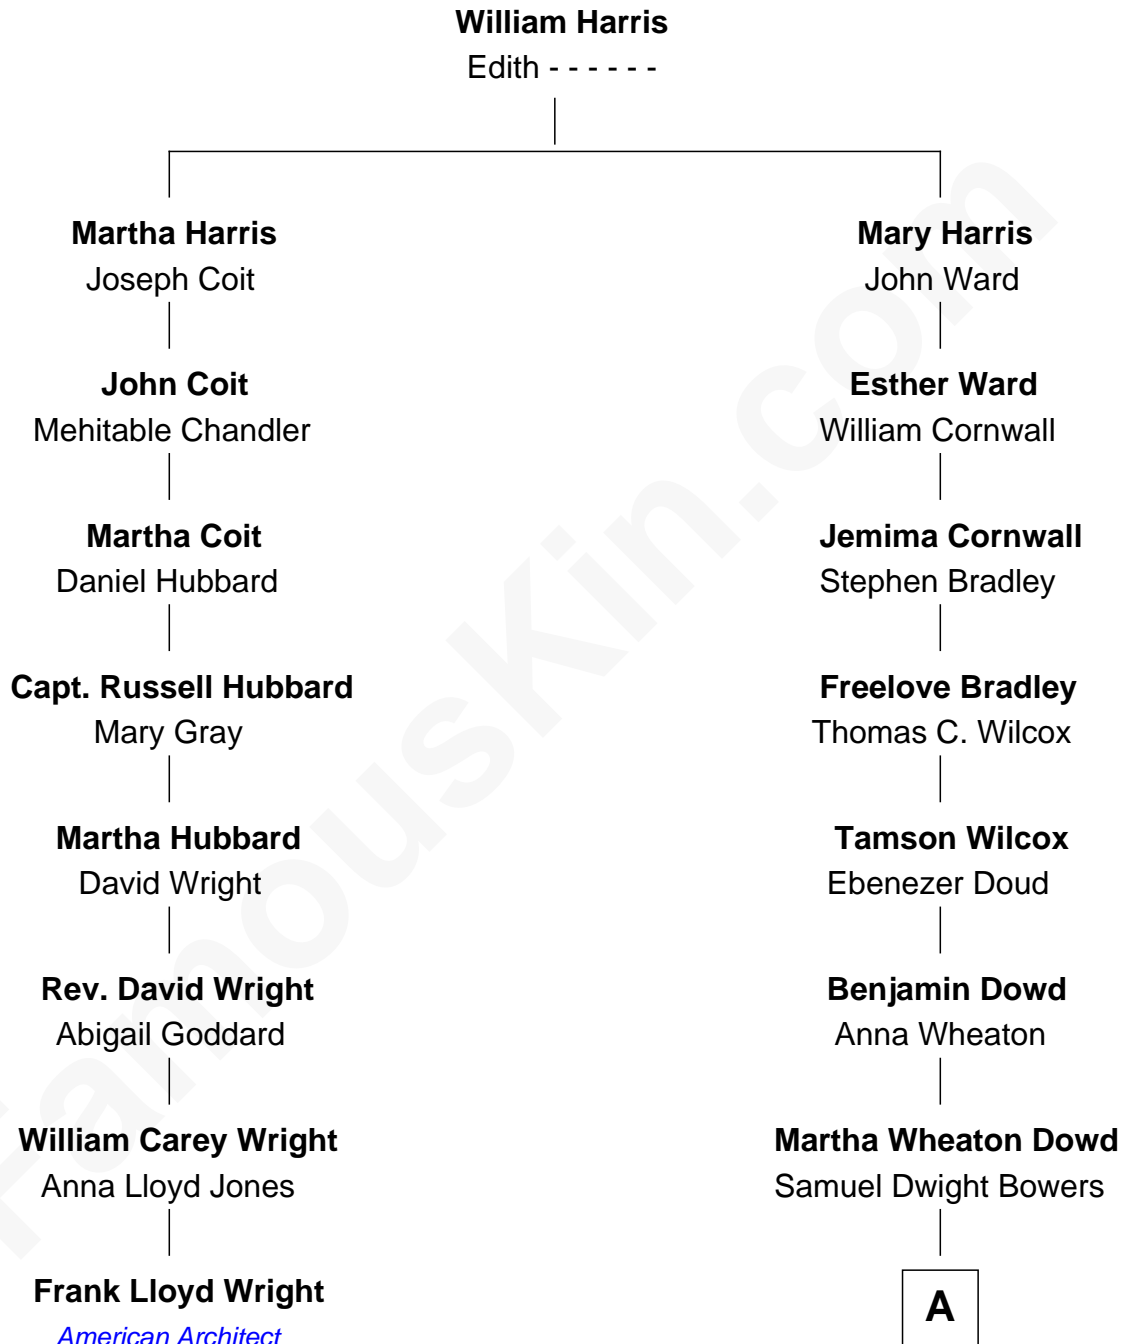 William Harris
Edith - - - - - -
Martha Harris
Joseph Coit
Mary Harris
John Ward
John Coit
Mehitable Chandler
Esther Ward
William Cornwall
Martha Coit
Daniel Hubbard
Jemima Cornwall
Stephen Bradley
Capt. Russell Hubbard
Mary Gray
Freelove Bradley
Thomas C. Wilcox
Martha Hubbard
David Wright
Tamson Wilcox
Ebenezer Doud
Rev. David Wright
Abigail Goddard
Benjamin Dowd
Anna Wheaton
William Carey Wright
Anna Lloyd Jones
Martha Wheaton Dowd
Samuel Dwight Bowers
Frank Lloyd Wright
American Architect
A
FamousKin.com